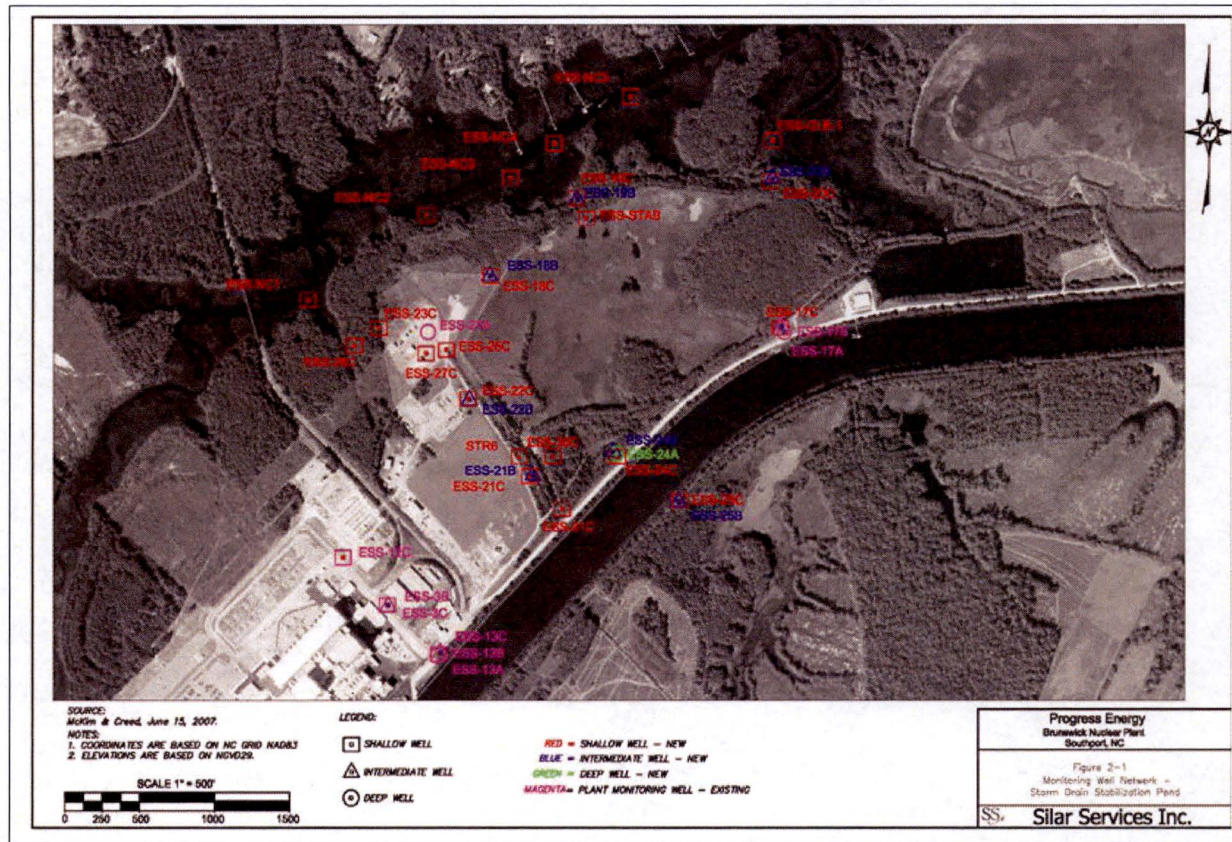 ESS-NC5
ESS-NC4
ESS-NC3
ESS-NC2
ESS-NC1
ESS-19B
ESS-STAB
ESS-18B
ESS-18C
ESS-23C
ESS-26C
ESS-27C
ESS-22C
ESS-22B
ESS-17C
ESS-17A
STR6
ESS-21B
ESS-21C
ESS-24A
ESS-24C
ESS-25B
ESS-3B
ESS-3C
ESS-13C
ESS-13B
ESS-13A
SOURCE:
McKim & Creed, June 15, 2007.
NOTES:
1. COORDINATES ARE BASED ON NC GRID NAD83
2. ELEVATIONS ARE BASED ON NGVD29.
SCALE 1" = 500'
0 250 500 1000 1500
LEGEND:
SHALLOW WELL
INTERMEDIATE WELL
DEEP WELL
RED = SHALLOW WELL - NEW
BLUE = INTERMEDIATE WELL - NEW
GREEN = DEEP WELL - NEW
MAGENTA = PLANT MONITORING WELL - EXISTING
Progress Energy
Brunswick Nuclear Plant
Southport, NC
Figure 2-1
Monitoring Well Network -
Storm Drain Stabilization Pond
SS
Silar Services Inc.